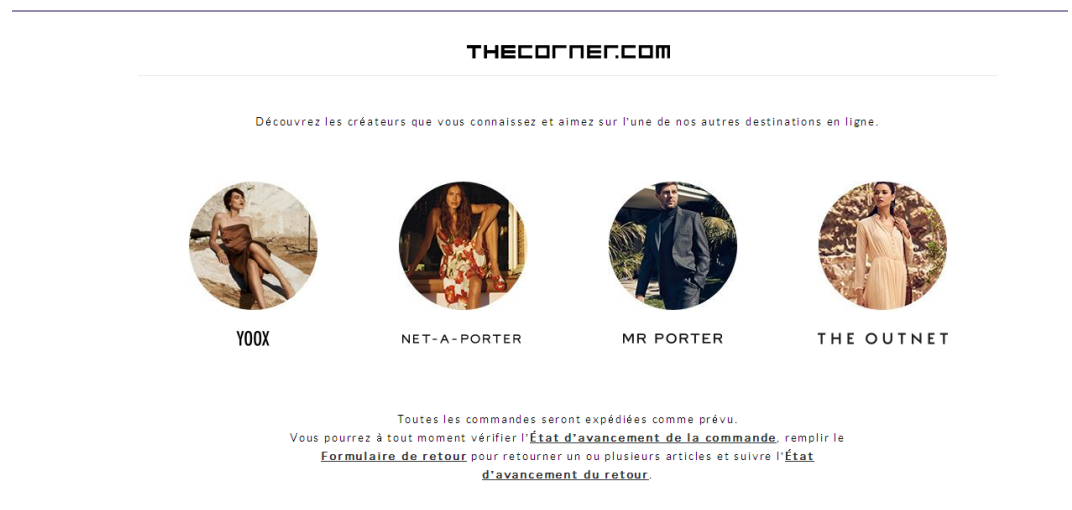 THECORNER.COM
Découvrez les créateurs que vous connaissez et aimez sur l'une de nos autres destinations en ligne.
YOOX
NET-A-PORTER
MR PORTER
THE OUTNET
Toutes les commandes seront expédiées comme prévu.
Vous pourrez à tout moment vérifier l'État d'avancement de la commande, remplir le
Formulaire de retour pour retourner un ou plusieurs articles et suivre l'État
d'avancement du retour.